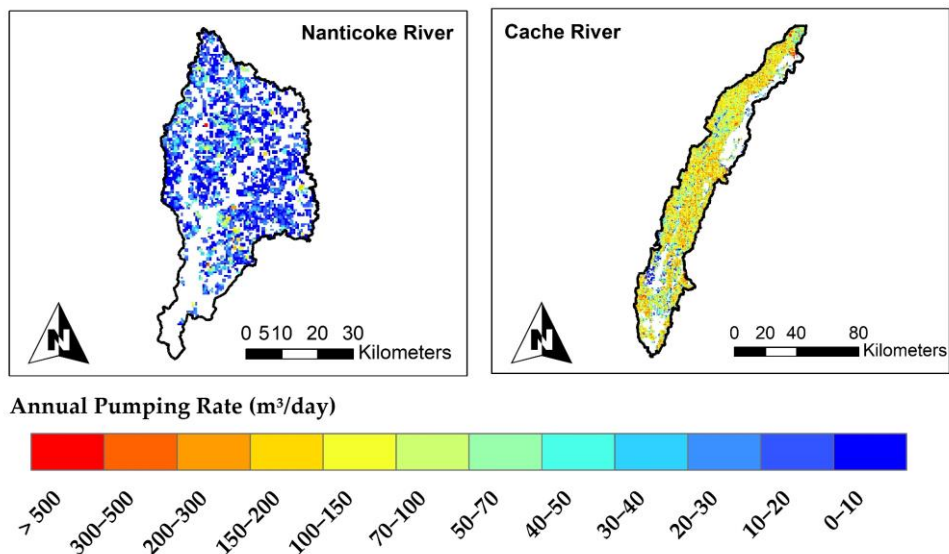 Nanticoke River
N
0 5 10 20 30
Kilometers
Cache River
N
0 20 40 80
Kilometers
Annual Pumping Rate (m³/day)
> 500
300–500
200–300
150–200
100–150
70–100
50–70
40–50
30–40
20–30
10–20
0–10